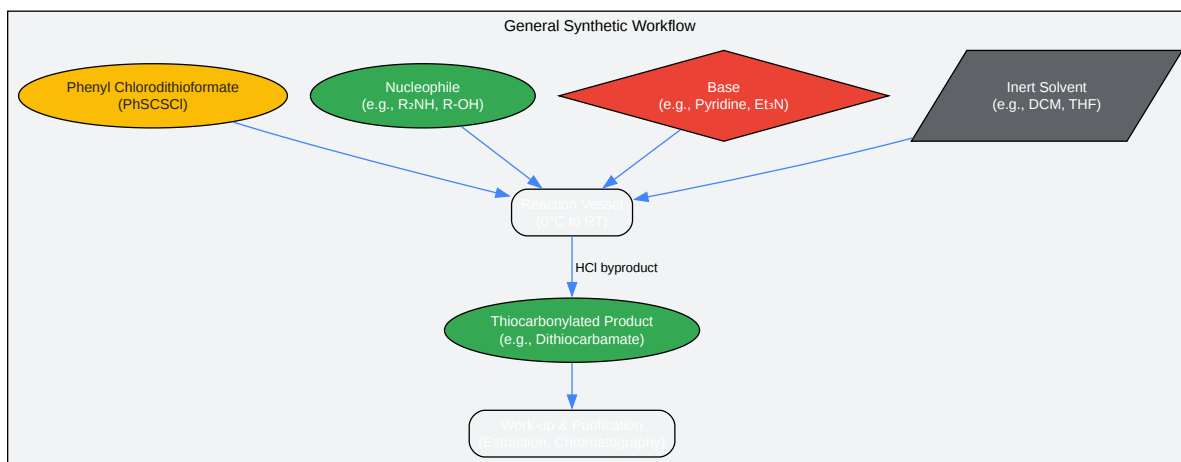 General Synthetic Workflow
Phenyl Chlorodithioformate
(PhSCSCl)
Nucleophile
(e.g., R₂NH, R-OH)
Base
(e.g., Pyridine, Et₃N)
Inert Solvent
(e.g., DCM, THF)
Reaction Vessel
(0°C to RT)
HCl byproduct
Thiocarbonylated Product
(e.g., Dithiocarbamate)
Work-up & Purification
(Extraction, Chromatography)